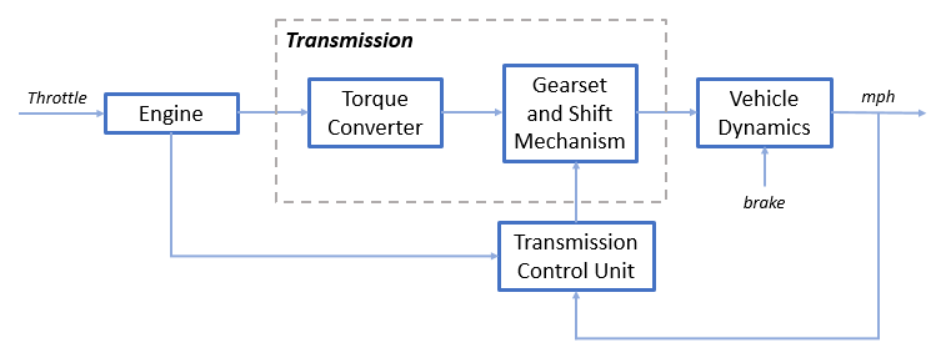 Transmission
Throttle
Engine
Torque
Converter
Gearset
and Shift
Mechanism
Vehicle
Dynamics
mph
brake
Transmission
Control Unit